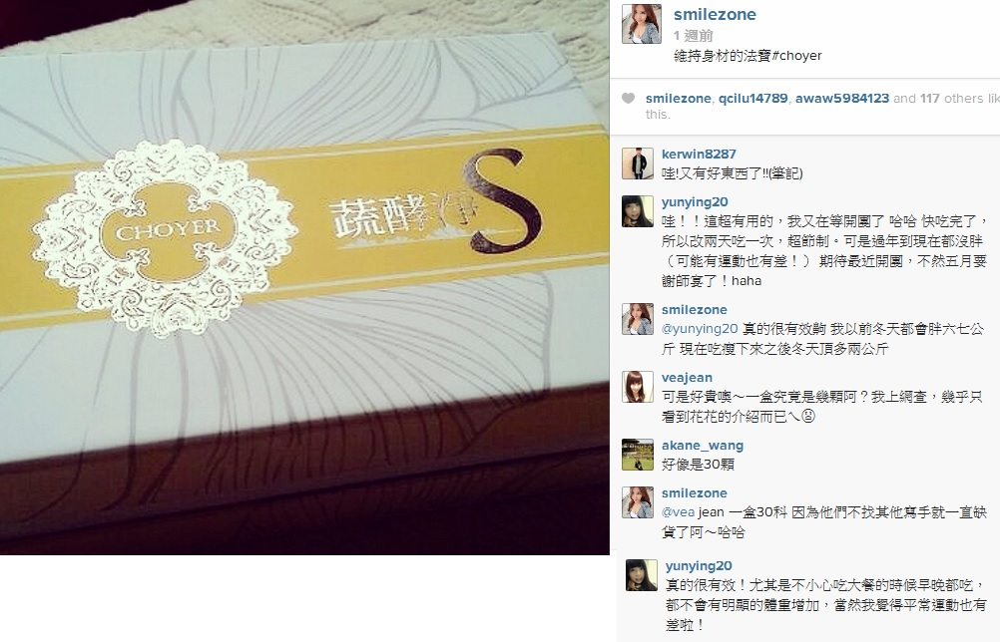 CHOYER
蔬酵淨
S
smilezone
1 週前
維持身材的法寶#choyer
smilezone, qcilu14789, awaw5984123 and 117 others lik
this.
kerwin8287
哇!又有好東西了!!(筆記)
yunying20
哇！！這超有用的，我又在等開團了 哈哈 快吃完了，
所以改兩天吃一次，超節制。可是過年到現在都沒胖
（可能有運動也有差！） 期待最近開團，不然五月要
謝師宴了！haha
smilezone
@yunying20 真的很有效齁 我以前冬天都會胖六七公
斤 現在吃瘦下來之後冬天頂多兩公斤
veajean
可是好貴噢～一盒究竟是幾顆阿？我上網查，幾乎只
看到花花的介紹而已ㄟ😧
akane_wang
好像是30顆
smilezone
@vea jean 一盒30科 因為他們不找其他寫手就一直缺
貨了阿～哈哈
yunying20
真的很有效！尤其是不小心吃大餐的時候早晚都吃，
都不會有明顯的體重增加，當然我覺得平常運動也有
差啦！